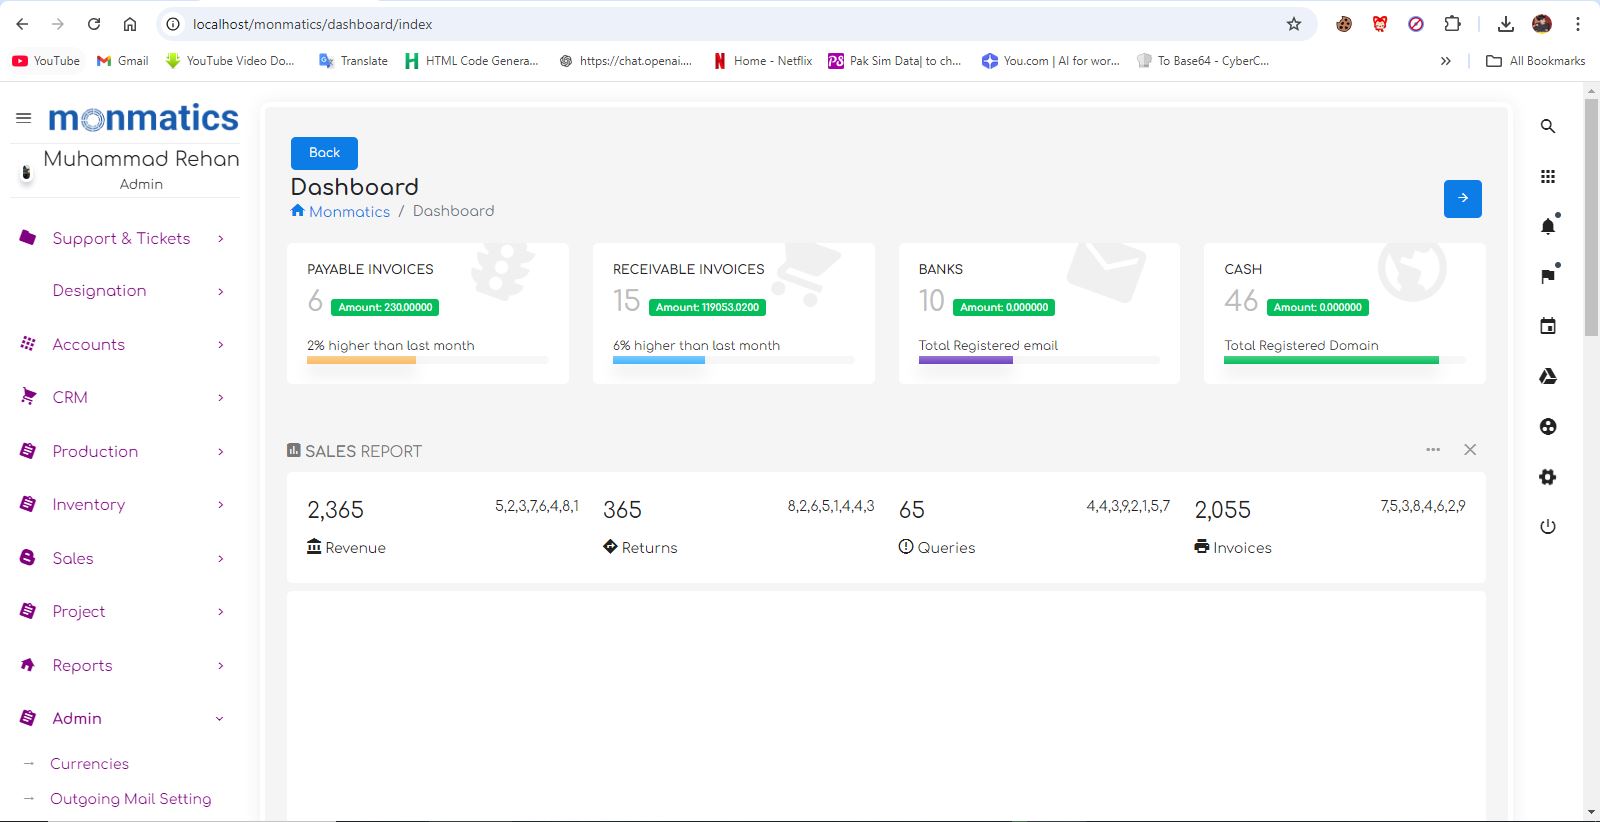 localhost/monmatics/dashboard/index
YouTube
Gmail
YouTube Video Do...
Translate
HTML Code Genera...
https://chat.openai....
Home - Netflix
Pak Sim Data| to ch...
You.com | AI for wor...
To Base64 - CyberC...
All Bookmarks
monmatics
Muhammad Rehan
Admin
Support & Tickets
Designation
Accounts
CRM
Production
Inventory
Sales
Project
Reports
Admin
Currencies
Outgoing Mail Setting
Back
Dashboard
Monmatics / Dashboard
PAYABLE INVOICES
6 Amount: 230.00000
2% higher than last month
RECEIVABLE INVOICES
15 Amount: 119053.0200
6% higher than last month
BANKS
10 Amount: 0.000000
Total Registered email
CASH
46 Amount: 0.000000
Total Registered Domain
SALES REPORT
2,365 5,2,3,7,6,4,8,1
Revenue
365 8,2,6,5,1,4,4,3
Returns
65 4,4,3,9,2,1,5,7
Queries
2,055 7,5,3,8,4,6,2,9
Invoices